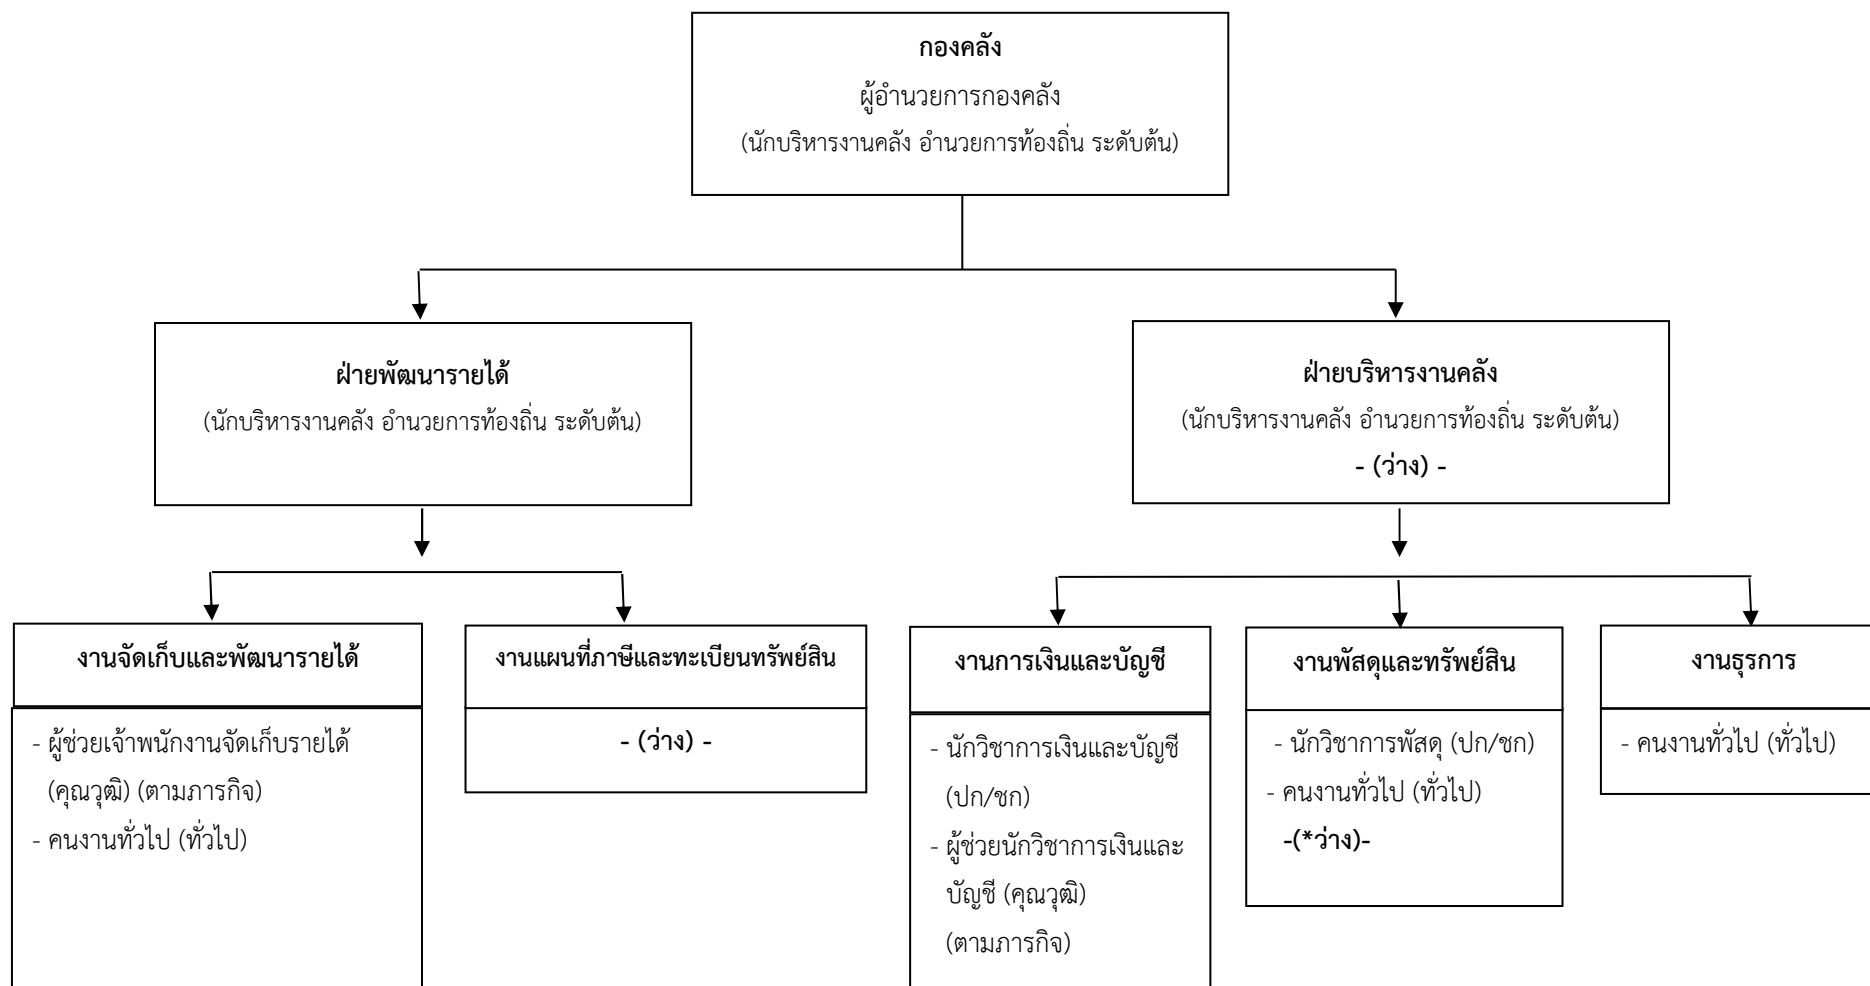 กองคลัง
ผู้อำนวยการกองคลัง
(นักบริหารงานคลัง อำนวยการท้องถิ่น ระดับต้น)
ฝ่ายพัฒนารายได้
(นักบริหารงานคลัง อำนวยการท้องถิ่น ระดับต้น)
ฝ่ายบริหารงานคลัง
(นักบริหารงานคลัง อำนวยการท้องถิ่น ระดับต้น)
- (ว่าง) -
งานจัดเก็บและพัฒนารายได้
- ผู้ช่วยเจ้าพนักงานจัดเก็บรายได้
(คุณวุฒิ) (ตามภารกิจ)
- คนงานทั่วไป (ทั่วไป)
งานแผนที่ภาษีและทะเบียนทรัพย์สิน
- (ว่าง) -
งานการเงินและบัญชี
- นักวิชาการเงินและบัญชี
(ปก/ชก)
- ผู้ช่วยนักวิชาการเงินและ
บัญชี (คุณวุฒิ)
(ตามภารกิจ)
งานพัสดุและทรัพย์สิน
- นักวิชาการพัสดุ (ปก/ชก)
- คนงานทั่วไป (ทั่วไป)
-(*ว่าง)-
งานธุรการ
- คนงานทั่วไป (ทั่วไป)